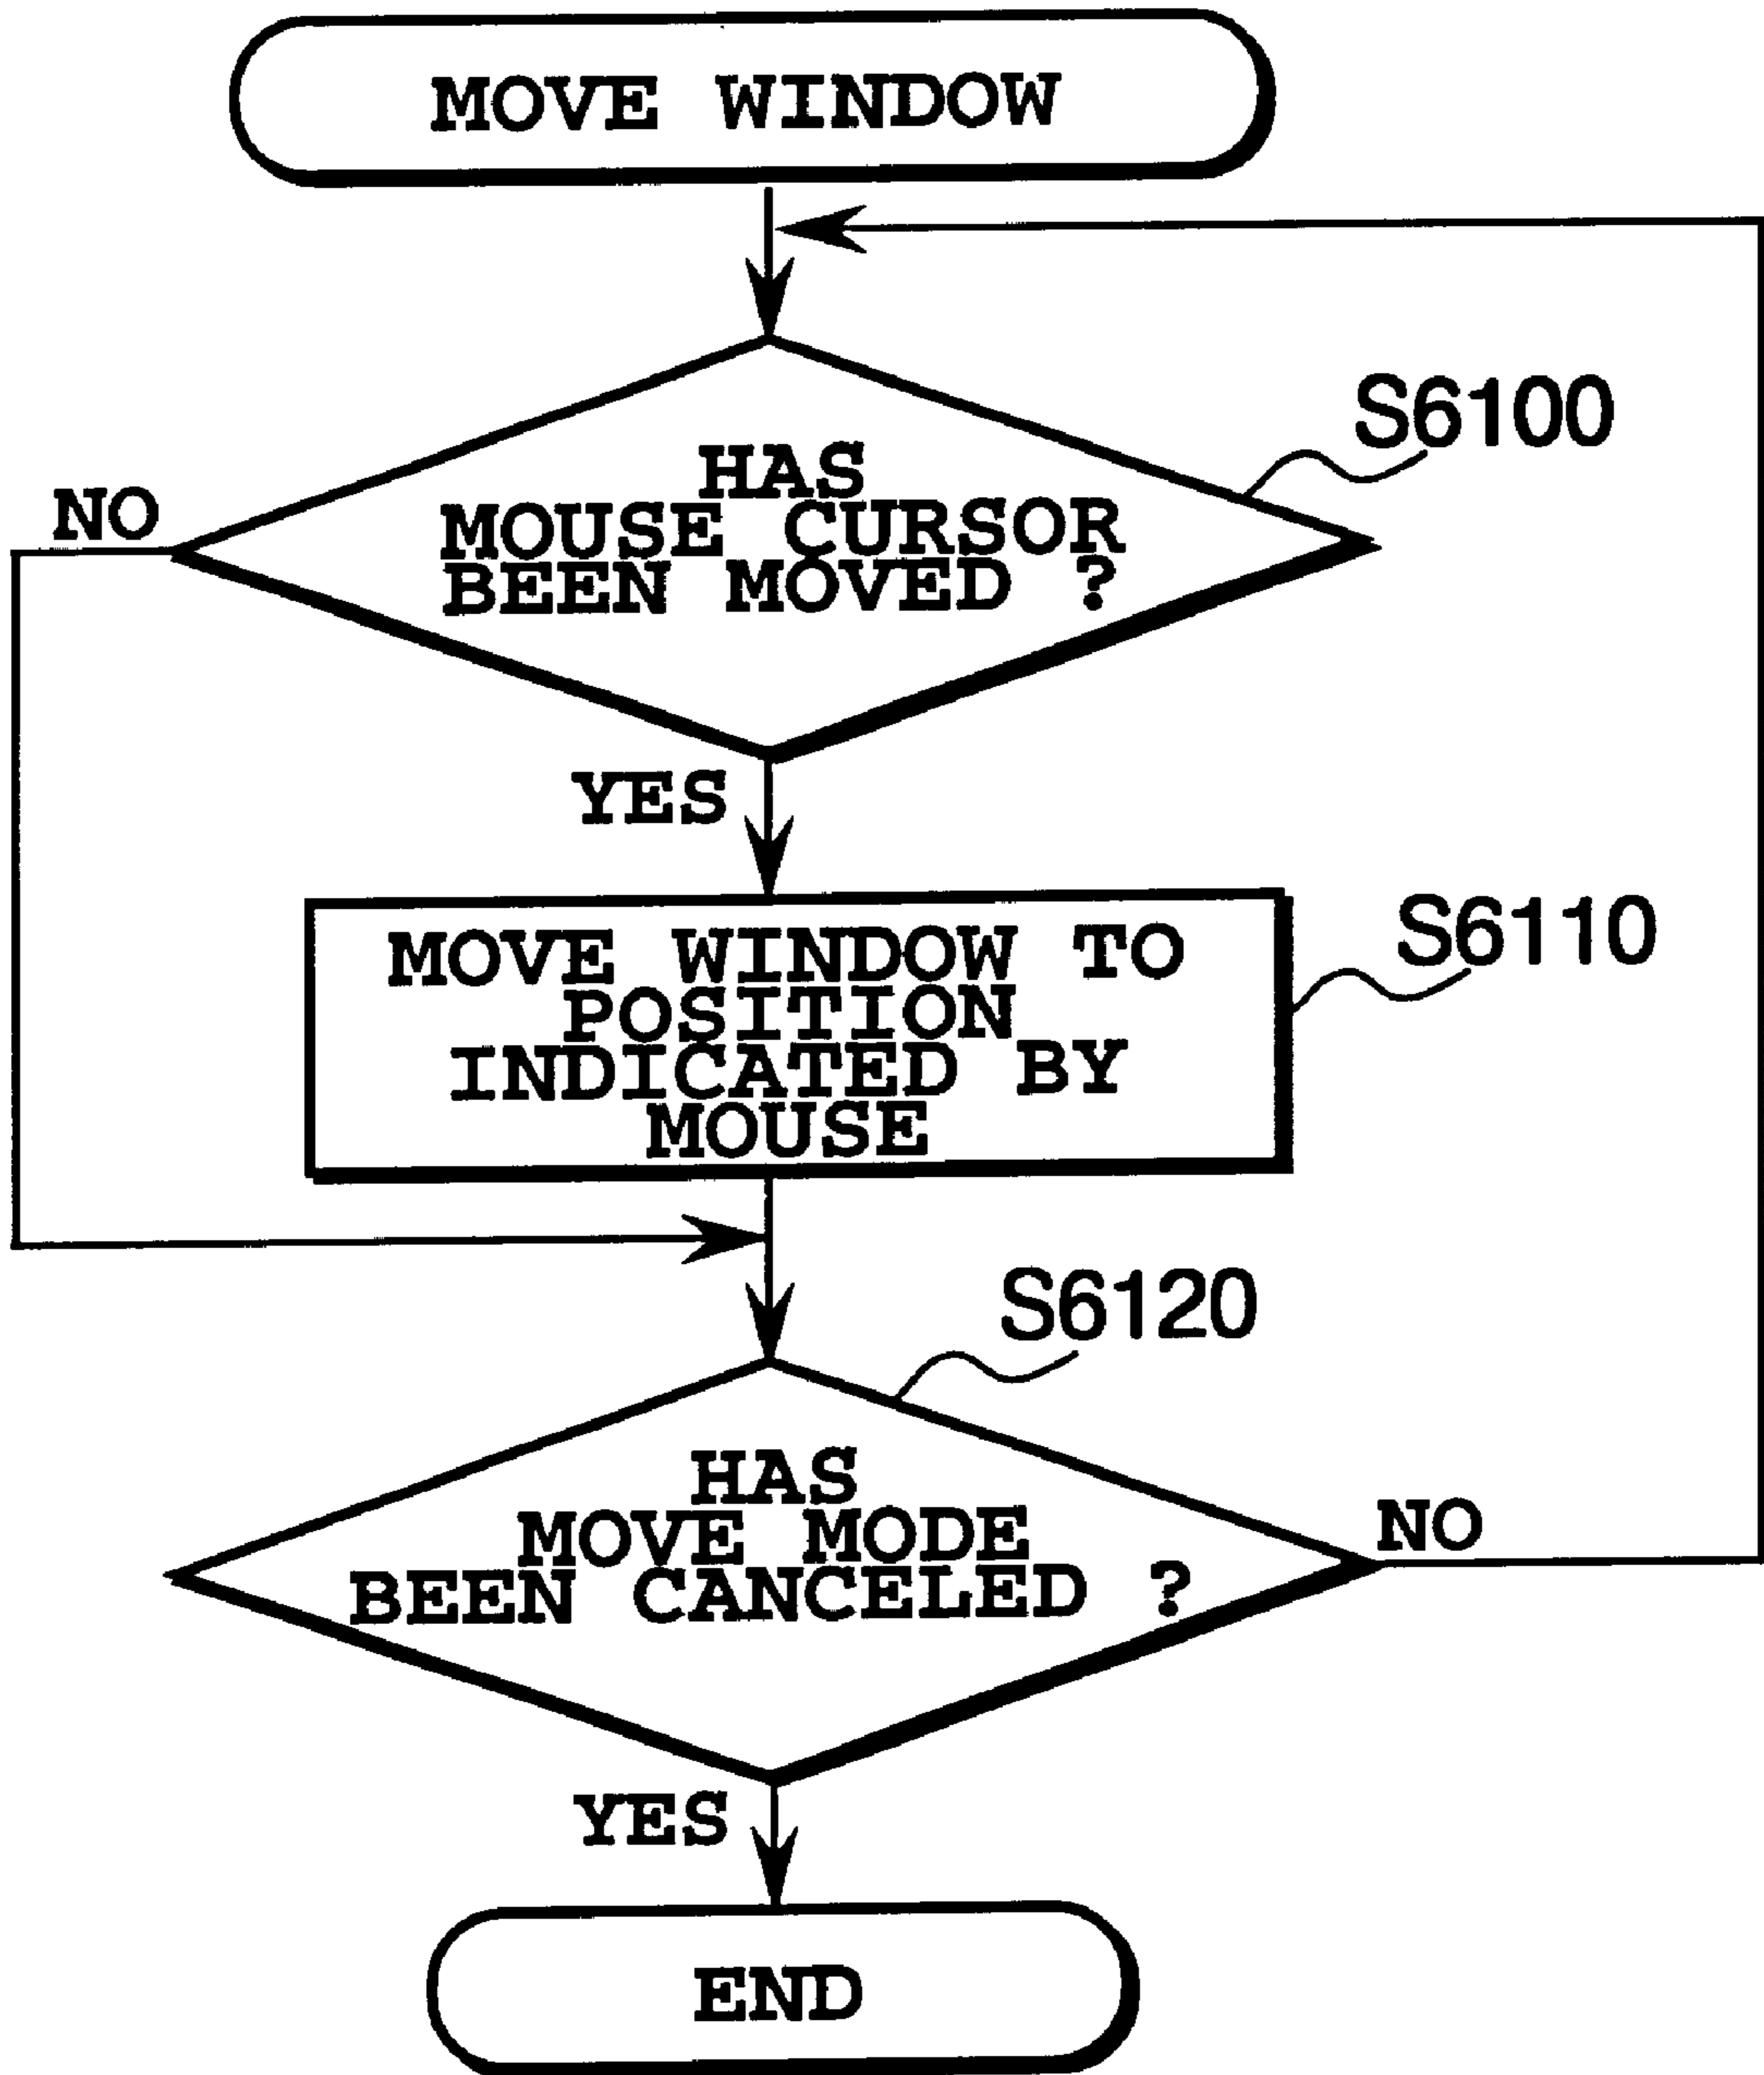 MOVE WINDOW
S6100
HAS
NO
MOUSE CURSOR
BEEN MOVED ?
YES
S6110
MOVE WINDOW TO
POSITION
INDICATED BY
MOUSE
S6120
HAS
MOVE MODE
NO
BEEN CANCELED ?
YES
END